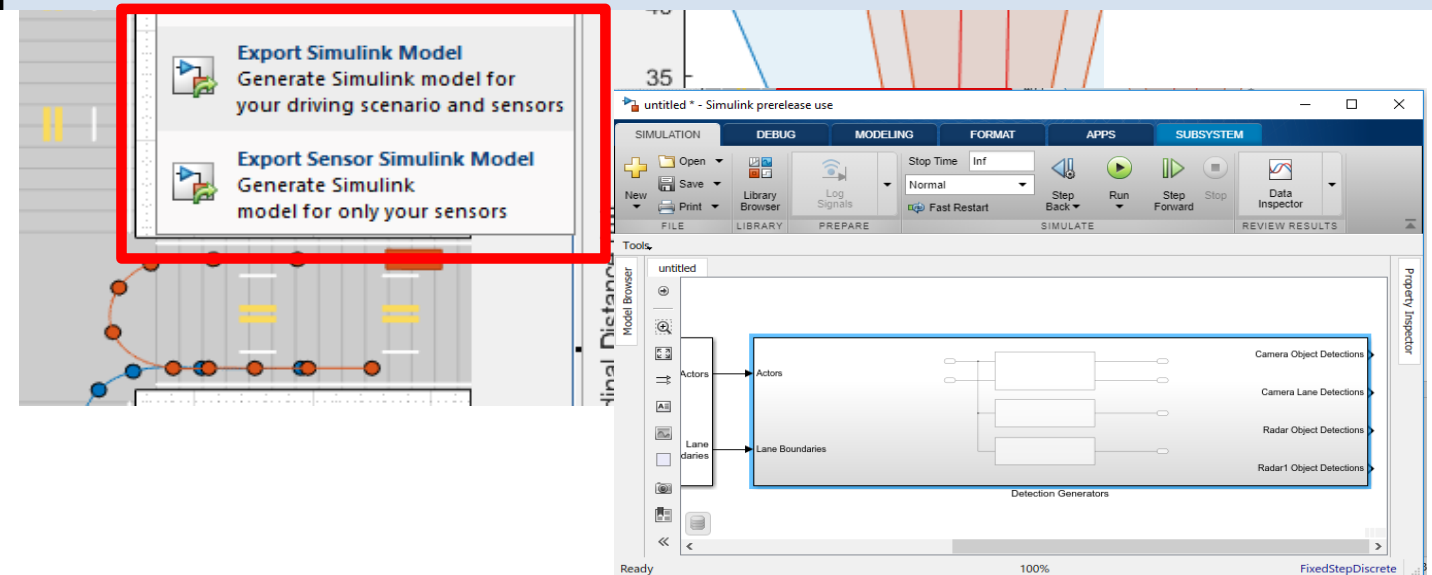 Export Simulink Model
Generate Simulink model for
your driving scenario and sensors
Export Sensor Simulink Model
Generate Simulink
model for only your sensors
35
untitled * - Simulink prerelease use
SIMULATION DEBUG MODELING FORMAT APPS SUBSYSTEM
New
Open
Save
Print
FILE
Library
Browser
LIBRARY
Log
Signals
PREPARE
Stop Time Inf
Normal
Fast Restart
Step
Back
Run
Step
Forward
Stop
SIMULATE
Data
Inspector
REVIEW RESULTS
Tools
Model Browser
untitled
Property Inspector
Actors
Lane
daries
Actors
Lane Boundaries
Camera Object Detections
Camera Lane Detections
Radar Object Detections
Radar1 Object Detections
Detection Generators
Ready 100% FixedStepDiscrete